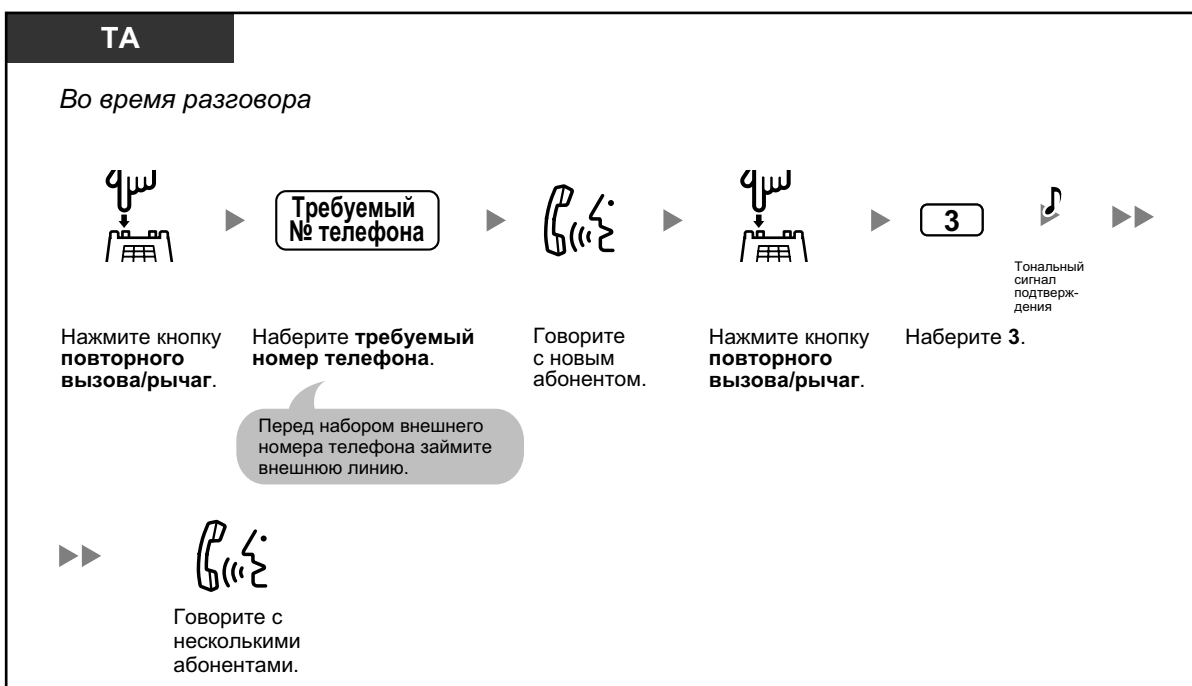 ТА
Во время разговора
Требуемый
№ телефона
3
Тональный
сигнал
подтверж-
дения
Нажмите кнопку
повторного
вызова/рычаг.
Наберите требуемый
номер телефона.
Говорите
с новым
абонентом.
Нажмите кнопку
повторного
вызова/рычаг.
Наберите 3.
Перед набором внешнего
номера телефона займите
внешнюю линию.
Говорите с
несколькими
абонентами.